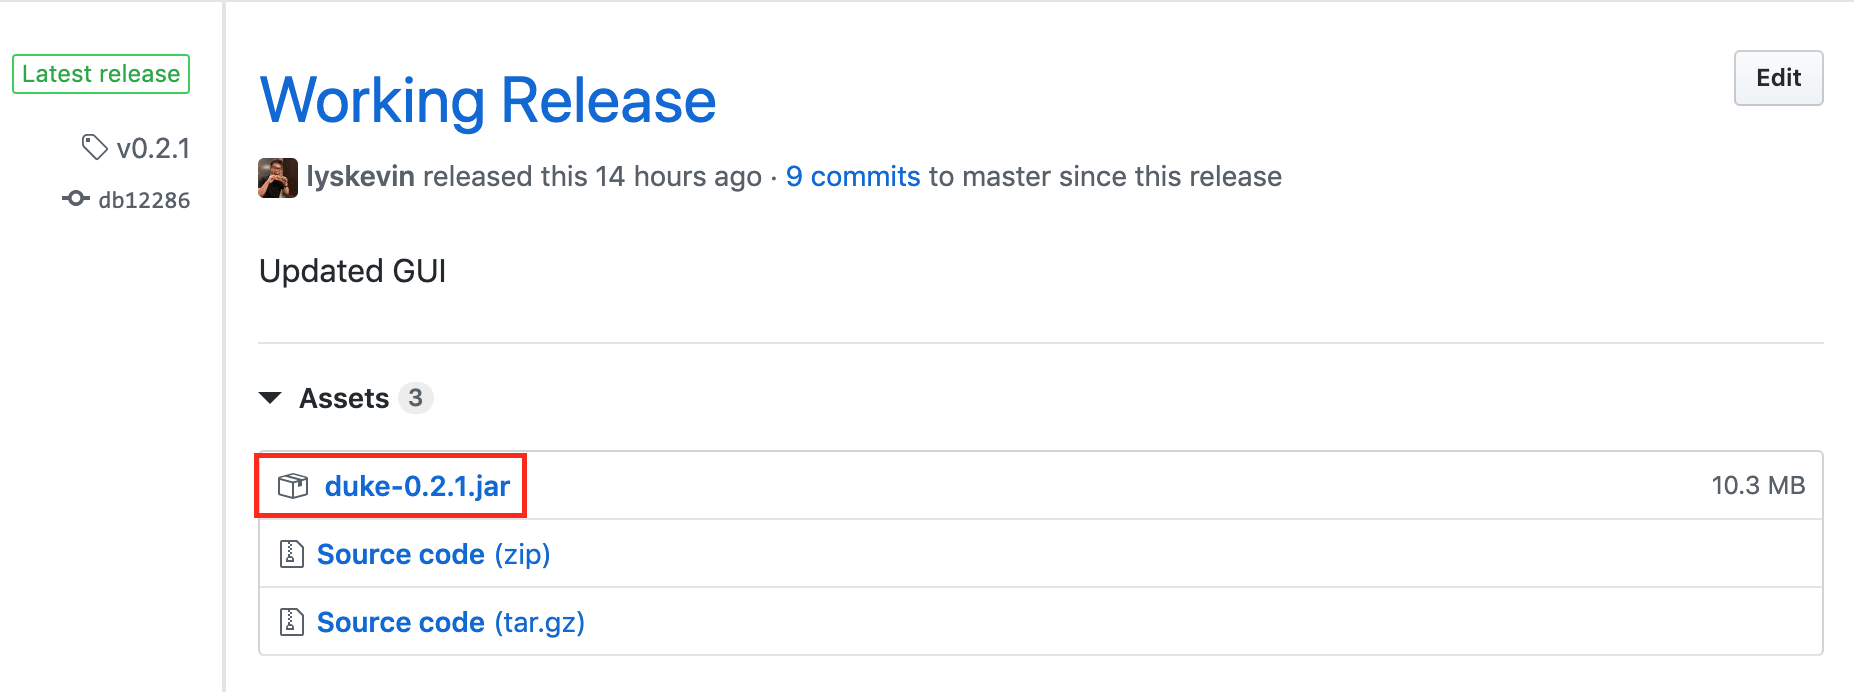 Latest release
v0.2.1
db12286
Working Release
Edit
lyskevin released this 14 hours ago · 9 commits to master since this release
Updated GUI
Assets 3
duke-0.2.1.jar 10.3 MB
Source code (zip)
Source code (tar.gz)